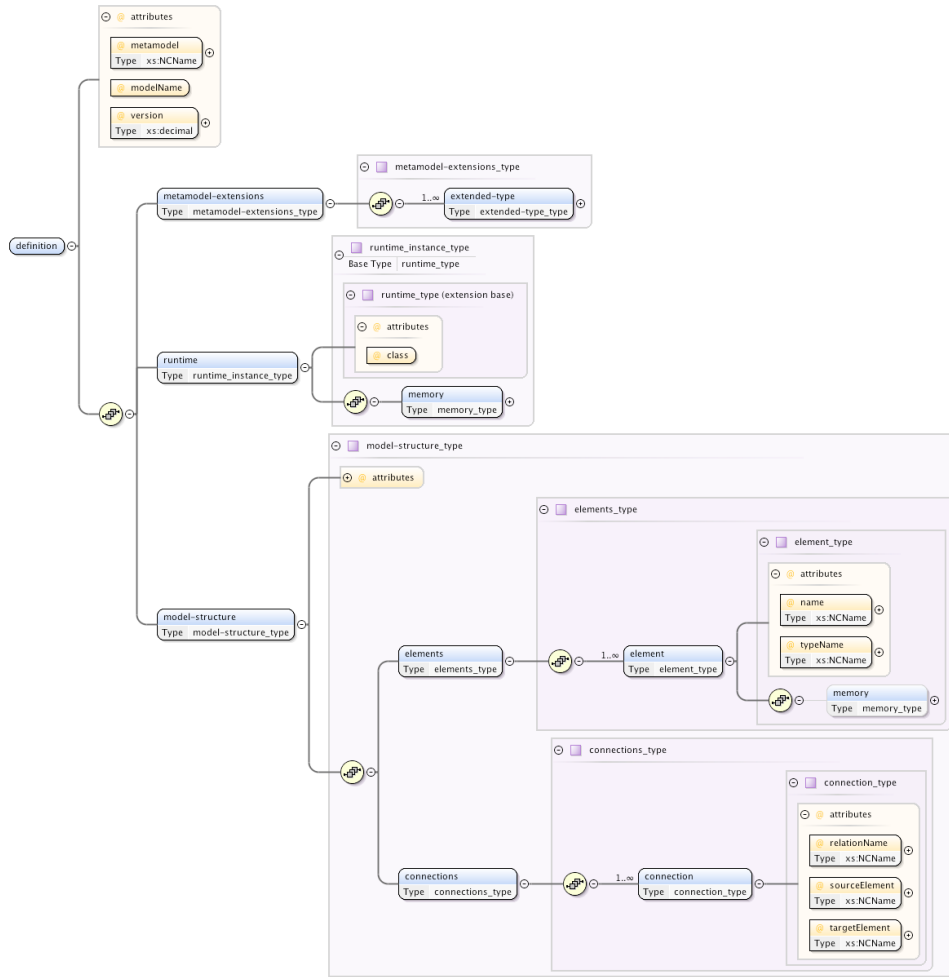 attributes
@ metamodel
Type xs:NCName
@ modelName
@ version
Type xs:decimal
definition
metamodel-extensions
Type metamodel-extensions_type
metamodel-extensions_type
1..∞
extended-type
Type extended-type_type
runtime
Type runtime_instance_type
runtime_instance_type
Base Type runtime_type
runtime_type (extension base)
@ attributes
@ class
memory
Type memory_type
model-structure
Type model-structure_type
model-structure_type
@ attributes
elements
Type elements_type
elements_type
1..∞
element
Type element_type
element_type
@ attributes
@ name
Type xs:NCName
@ typeName
Type xs:NCName
memory
Type memory_type
connections
Type connections_type
connections_type
1..∞
connection
Type connection_type
connection_type
@ attributes
@ relationName
Type xs:NCName
@ sourceElement
Type xs:NCName
@ targetElement
Type xs:NCName